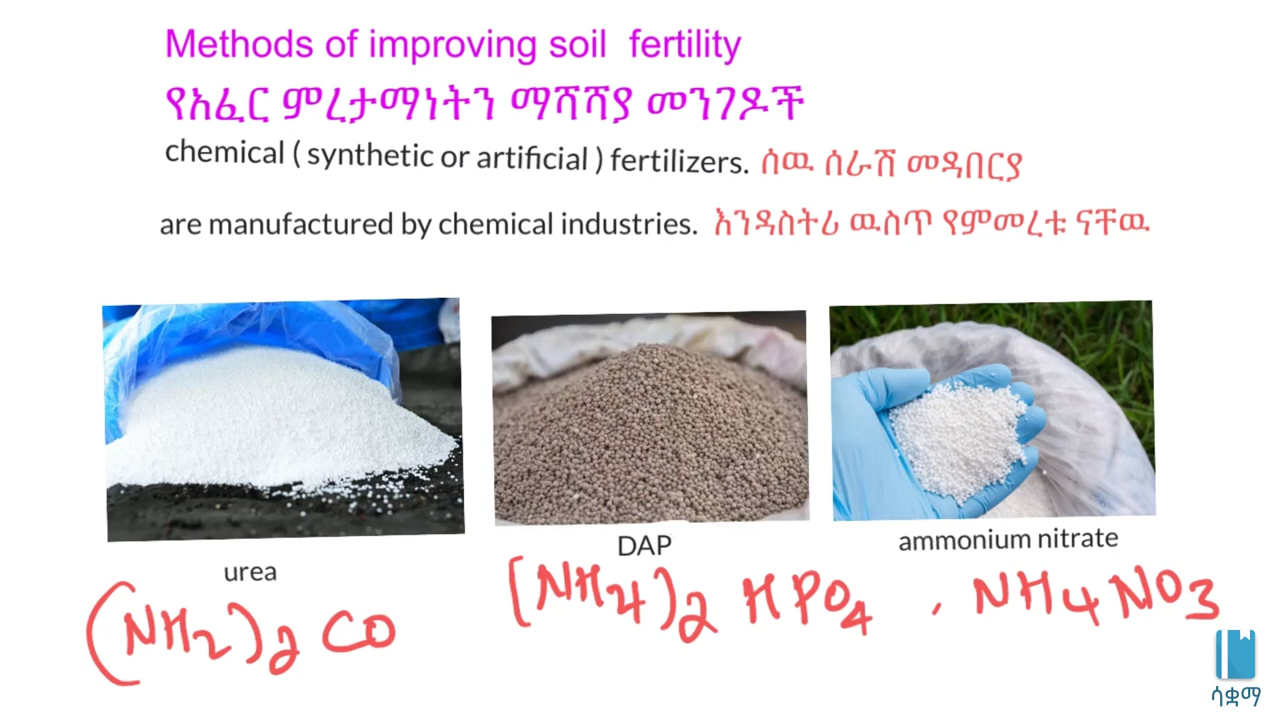 Methods of improving soil fertility
የአፈር ምረታማነትን ማሻሻያ መንገዶች
chemical ( synthetic or artificial ) fertilizers. ሰዉ ሰራሽ መዳበርያ
are manufactured by chemical industries. እንዳስትሪ ዉስጥ የምመረቱ ናቸዉ
urea
DAP
ammonium nitrate
(NH2)2 CO
(NH4)2 HPO4 , NH4NO3
ሳቋማ